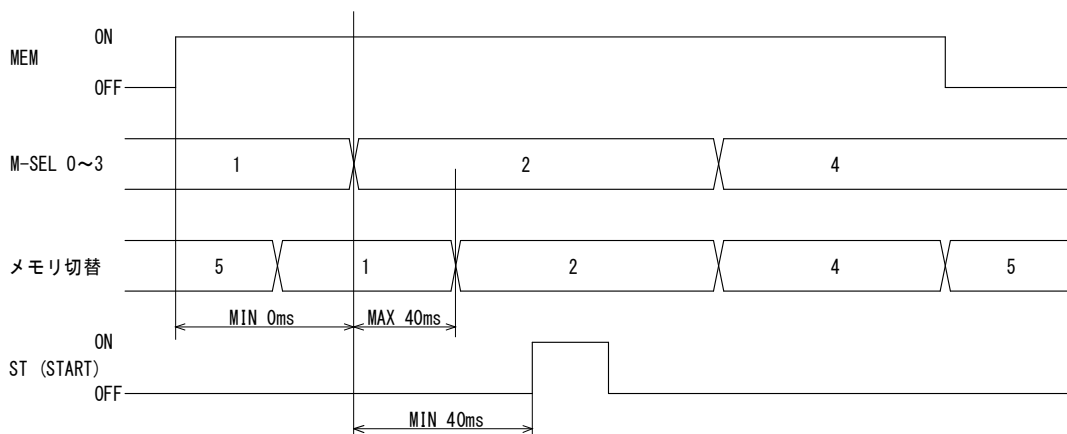 ON
MEM
OFF
M-SEL 0～3
1
2
4
メモリ切替
5
1
2
4
5
MIN 0ms
MAX 40ms
ON
ST (START)
OFF
MIN 40ms